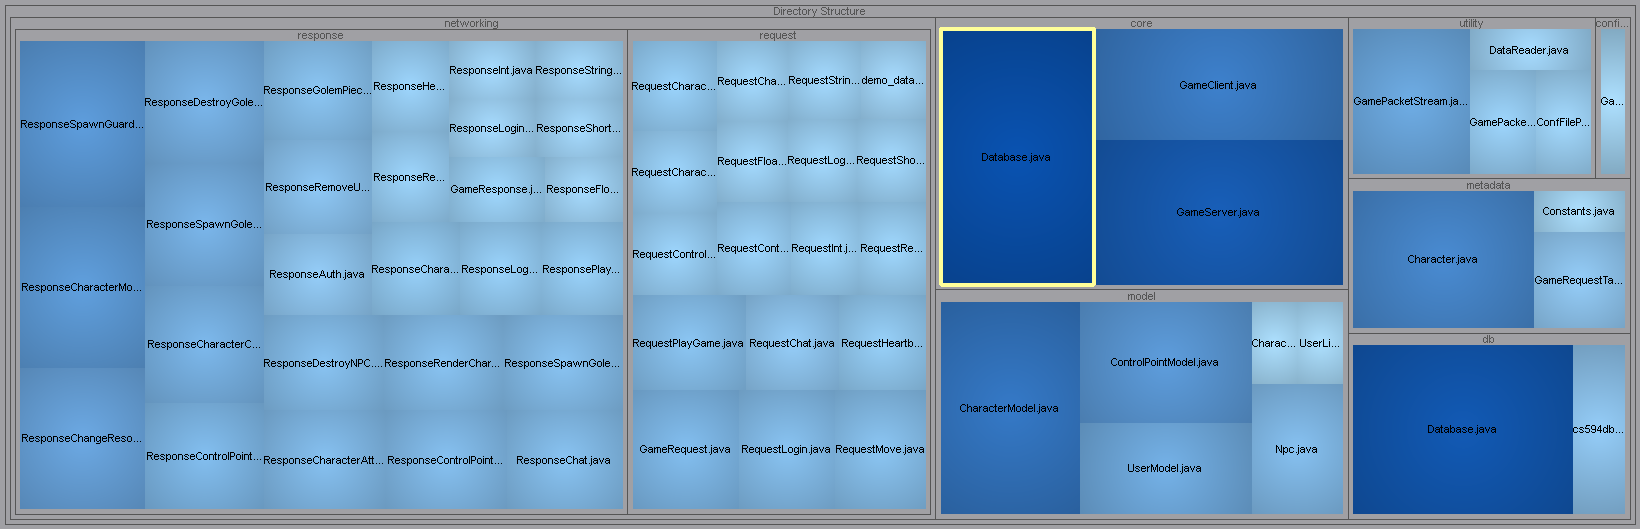 Directory Structure
networking
response
ResponseSpawnGuard...
ResponseCharacterMo...
ResponseChangeReso...
ResponseDestroyGole...
ResponseSpawnGole...
ResponseCharacterC...
ResponseControlPoint...
ResponseGolemPiec...
ResponseRemoveU...
ResponseAuth.java
ResponseHe...
ResponseRe...
ResponseInt.java
ResponseString...
ResponseLogin...
ResponseShort...
GameResponse.j...
ResponseFlo...
ResponseChara...
ResponseLog...
ResponsePlay...
ResponseDestroyNPC....
ResponseRenderChar...
ResponseSpawnGole...
ResponseCharacterAtt...
ResponseControlPoint...
ResponseChat.java
request
RequestCharac...
RequestCharac...
RequestControl...
RequestCha...
RequestStrin...
demo_data...
RequestFloa...
RequestLog...
RequestSho...
RequestCont...
RequestInt.j...
RequestRe...
RequestPlayGame.java
RequestChat.java
RequestHeartb...
GameRequest.java
RequestLogin.java
RequestMove.java
core
Database.java
GameClient.java
GameServer.java
model
CharacterModel.java
ControlPointModel.java
UserModel.java
Charac...
UserLi...
Npc.java
utility
GamePacketStream.ja...
DataReader.java
GamePacke...
ConfFileP...
confi...
Ga...
metadata
Character.java
Constants.java
GameRequestTa...
db
Database.java
cs594db...